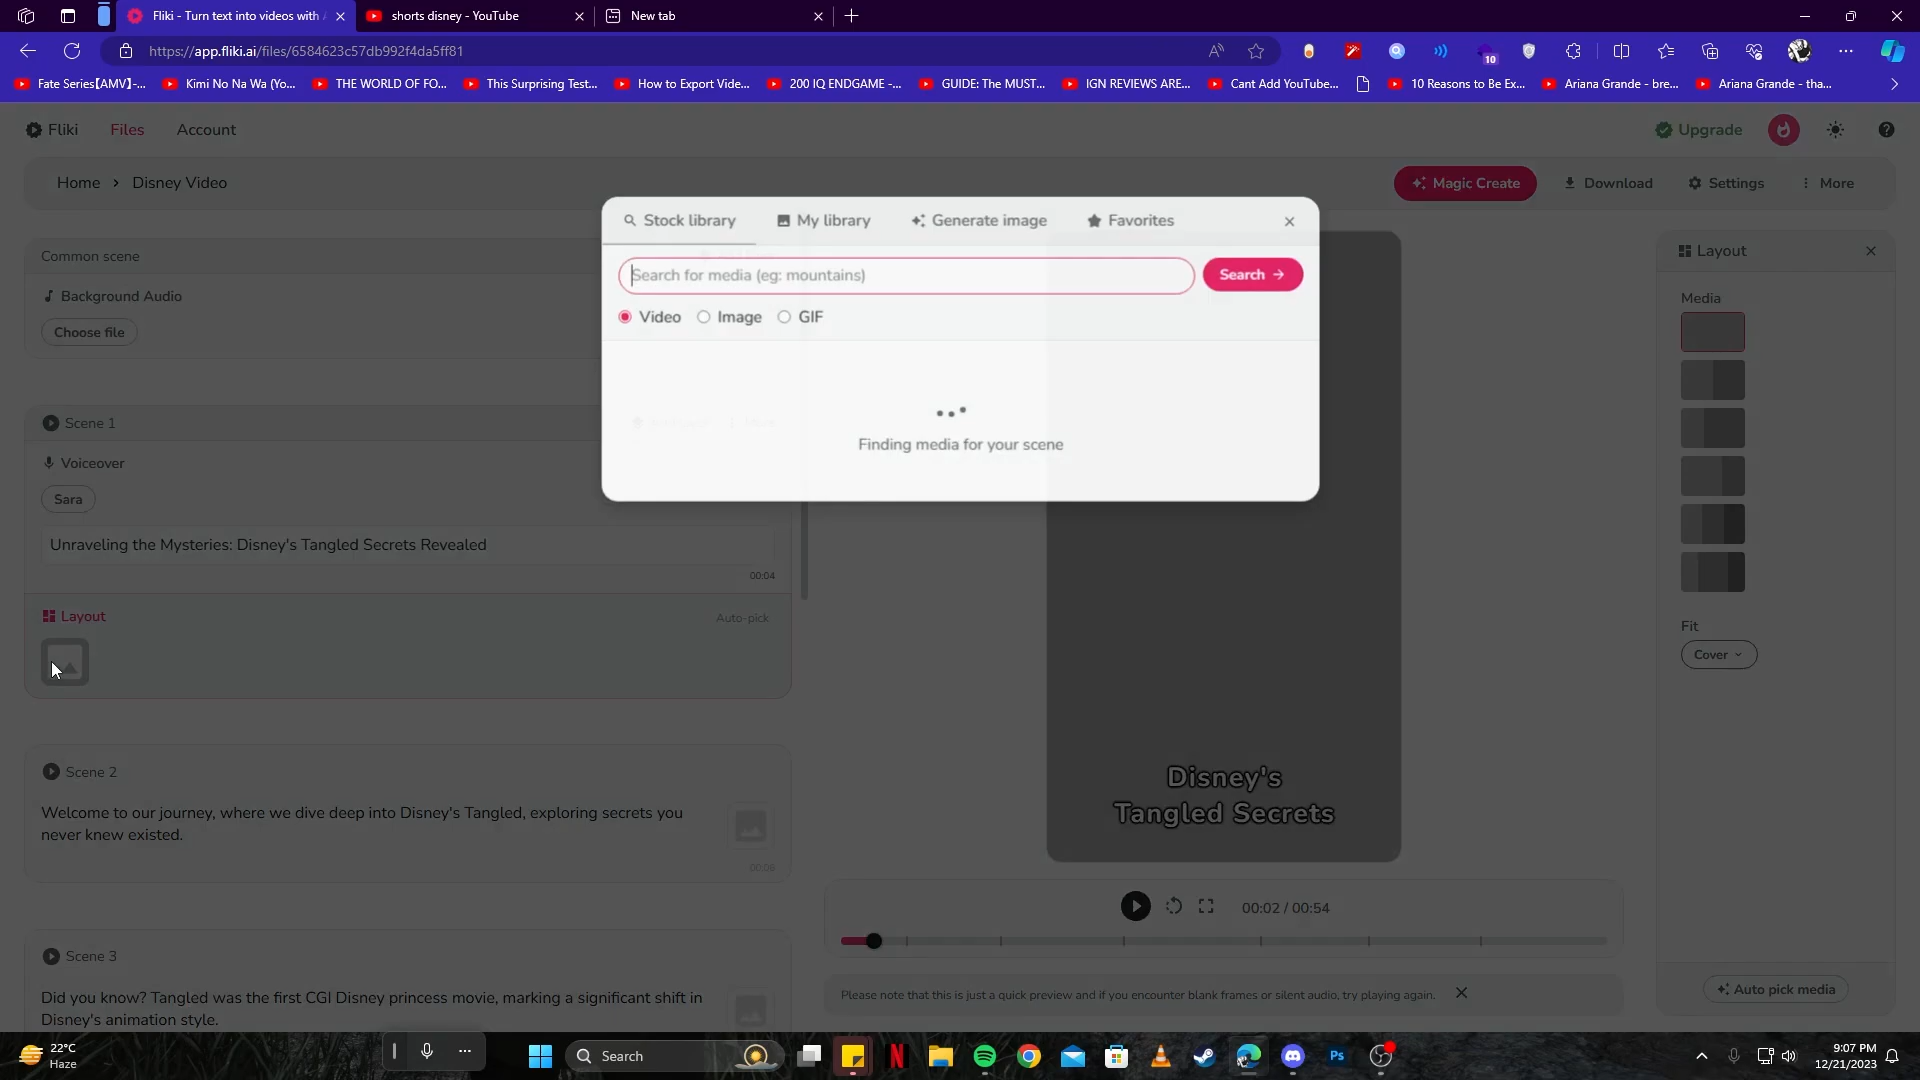 Fliki - Turn text into videos with
shorts disney - YouTube
New tab
https://app.fliki.ai/files/6584623c57db992f4da5ff81
10
Fate Series【AMV】-...
Kimi No Na Wa (Yo...
THE WORLD OF FO...
This Surprising Test...
How to Export Vide...
200 IQ ENDGAME -...
GUIDE: The MUST...
IGN REVIEWS ARE...
Cant Add YouTube...
10 Reasons to Be Ex...
Ariana Grande - bre...
Ariana Grande - tha...
Fliki
Files
Account
Upgrade
Home > Disney Video
Magic Create
Download
Settings
More
Stock library
My library
Generate image
Favorites
Search for media (eg: mountains)
Search →
Video
Image
GIF
Finding media for your scene
Common scene
Background Audio
Choose file
Scene 1
Voiceover
Sara
Unraveling the Mysteries: Disney's Tangled Secrets Revealed
00:04
Layout
Auto-pick
Scene 2
Welcome to our journey, where we dive deep into Disney's Tangled, exploring secrets you
never knew existed.
00:06
Scene 3
Did you know? Tangled was the first CGI Disney princess movie, marking a significant shift in
Disney's animation style.
Disney's
Tangled Secrets
00:02 / 00:54
Please note that this is just a quick preview and if you encounter blank frames or silent audio, try playing again.
Layout
Media
Fit
Cover
Auto pick media
22°C
Haze
Search
Ps
9:07 PM
12/21/2023